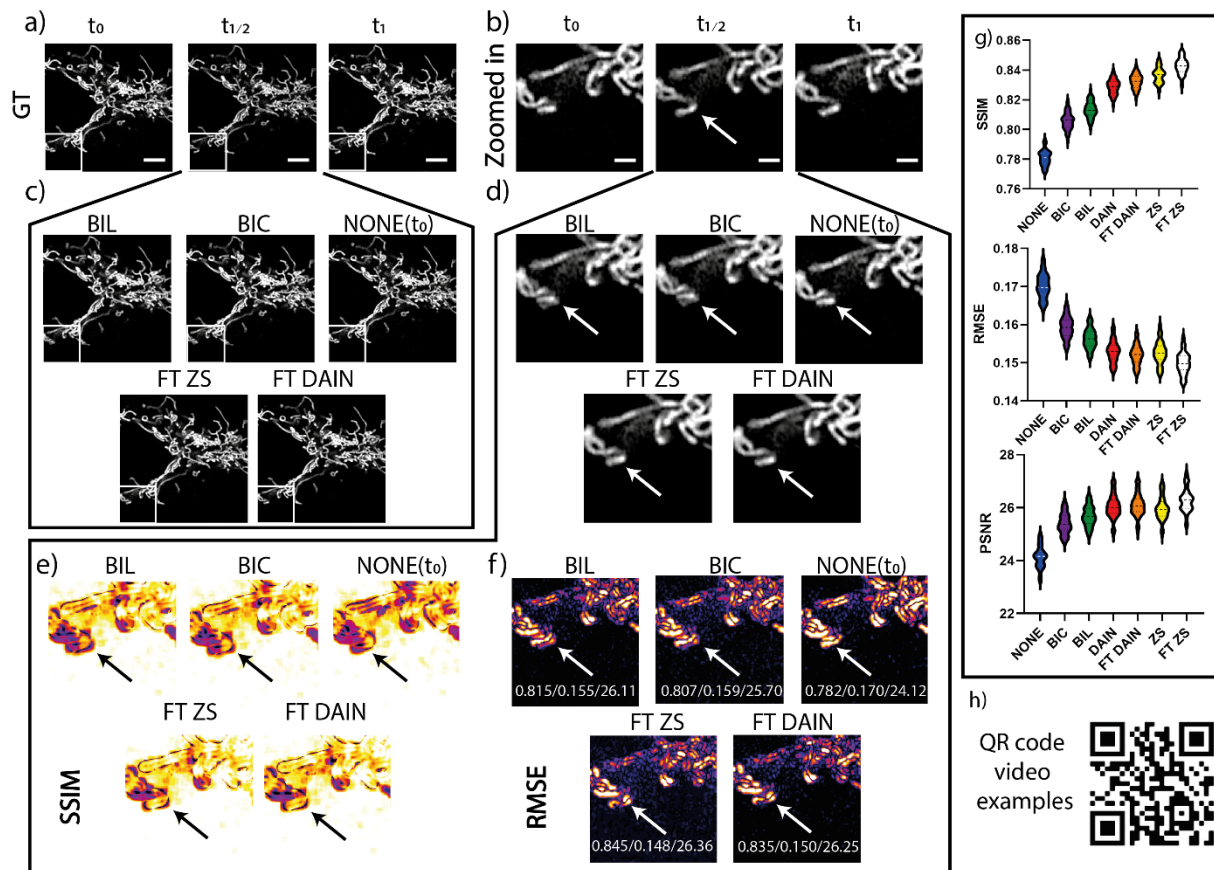 a)
t₀
t₁/₂
t₁
GT
b)
t₀
t₁/₂
t₁
Zoomed in
c)
BIL
BIC
NONE(t₀)
FT ZS
FT DAIN
d)
BIL
BIC
NONE(t₀)
FT ZS
FT DAIN
e)
BIL
BIC
NONE(t₀)
FT ZS
FT DAIN
SSIM
f)
BIL
BIC
NONE(t₀)
0.815/0.155/26.11
0.807/0.159/25.70
0.782/0.170/24.12
FT ZS
FT DAIN
0.845/0.148/26.36
0.835/0.150/26.25
RMSE
g)
SSIM
0.86
0.84
0.82
0.80
0.78
0.76
NONE
BIC
BIL
DAIN
FT DAIN
ZS
FT ZS
RMSE
0.18
0.17
0.16
0.15
0.14
NONE
BIC
BIL
DAIN
FT DAIN
ZS
FT ZS
PSNR
28
26
24
22
NONE
BIC
BIL
DAIN
FT DAIN
ZS
FT ZS
h)
QR code
video
examples